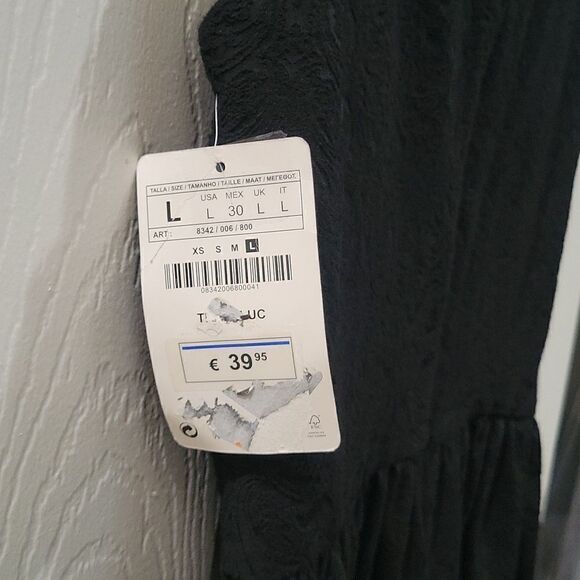 TALLA / SIZE / TAMANHO / TAILLE / MAAT / ΜΕΓΕΘΟΣ
L USA L MEX 30 UK L IT L
ART: 8342 / 006 / 800
XS S M L
08342006800041
€ 39 95
FSC